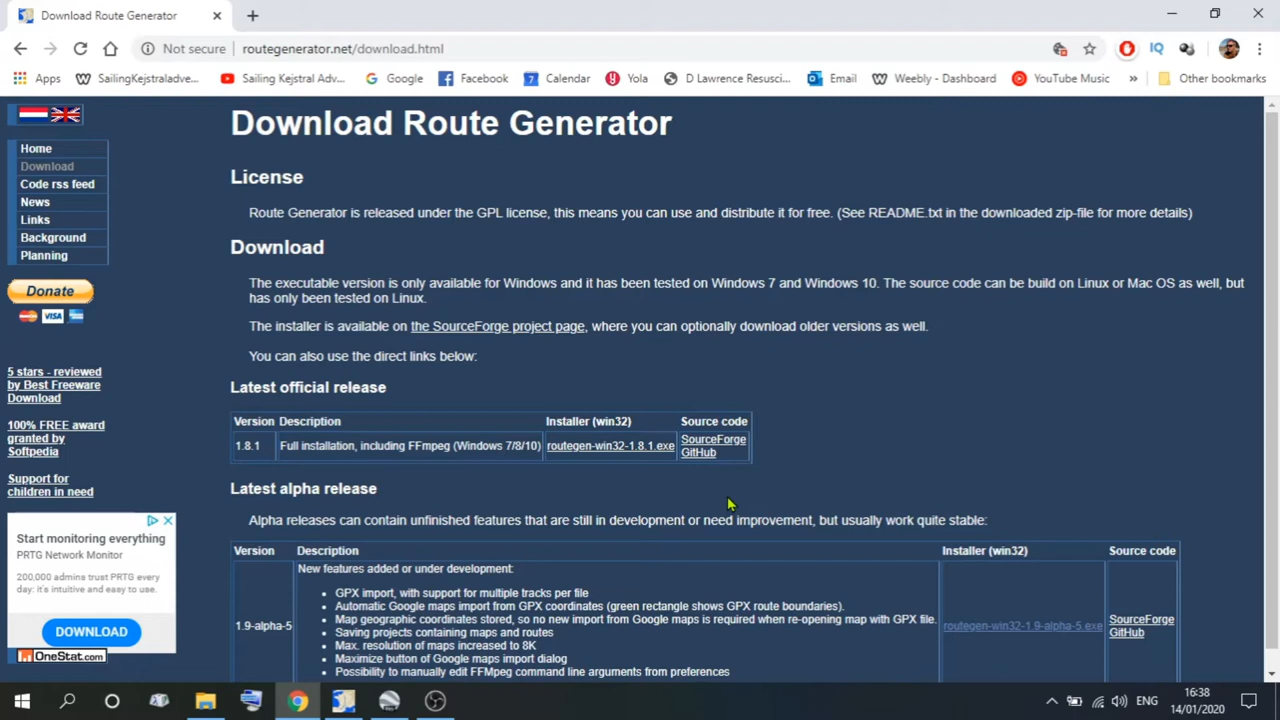 Download Route Generator
Not secure | routegenerator.net/download.html
Apps SailingKejstraladve... Sailing Kejstral Adv... Google Facebook 7 Calendar Yola D Lawrence Resusci... Email Weebly - Dashboard YouTube Music » Other bookmarks
IQ
Home
Download
Code rss feed
News
Links
Background
Planning
Donate
VISA
5 stars - reviewed
by Best Freeware
Download
100% FREE award
granted by
Softpedia
Support for
children in need
Start monitoring everything
PRTG Network Monitor
200,000 admins trust PRTG every
day: it's intuitive and easy to use.
DOWNLOAD
OneStat.com
Download Route Generator
License
Route Generator is released under the GPL license, this means you can use and distribute it for free. (See README.txt in the downloaded zip-file for more details)
Download
The executable version is only available for Windows and it has been tested on Windows 7 and Windows 10. The source code can be build on Linux or Mac OS as well, but
has only been tested on Linux.
The installer is available on the SourceForge project page, where you can optionally download older versions as well.
You can also use the direct links below:
Latest official release
Version Description Installer (win32) Source code
1.8.1 Full installation, including FFmpeg (Windows 7/8/10) routegen-win32-1.8.1.exe SourceForge
GitHub
Latest alpha release
Alpha releases can contain unfinished features that are still in development or need improvement, but usually work quite stable:
Version Description Installer (win32) Source code
New features added or under development:
• GPX import, with support for multiple tracks per file
• Automatic Google maps import from GPX coordinates (green rectangle shows GPX route boundaries).
• Map geographic coordinates stored, so no new import from Google maps is required when re-opening map with GPX file.
1.9-alpha-5 • Saving projects containing maps and routes routegen-win32-1.9-alpha-5.exe SourceForge
GitHub
• Max. resolution of maps increased to 8K
• Maximize button of Google maps import dialog
• Possibility to manually edit FFMpeg command line arguments from preferences
ENG
16:38
14/01/2020